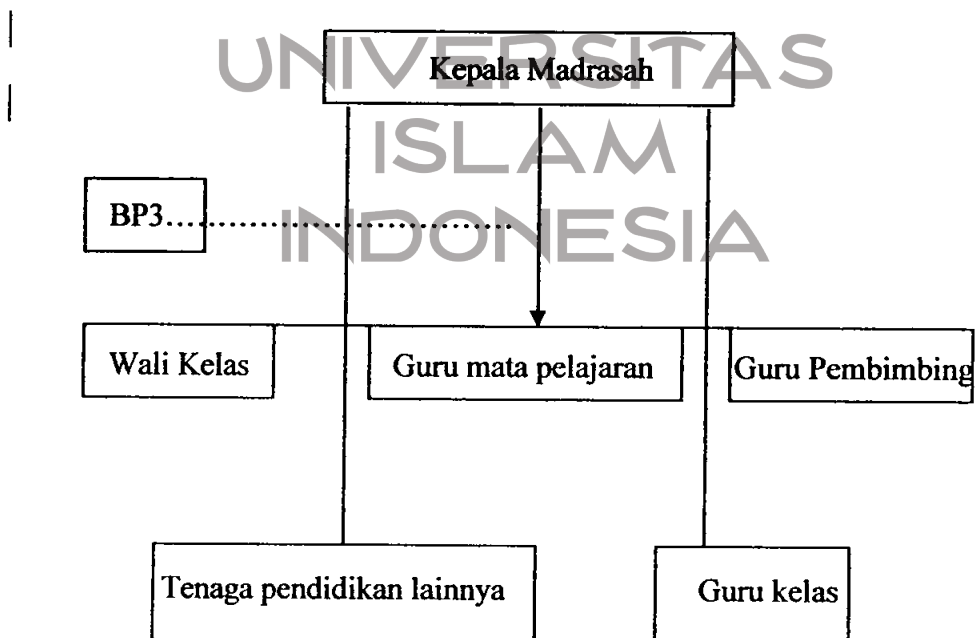 UNIVERSITAS
Kepala Madrasah
ISLAM
BP3
INDONESIA
Wali Kelas
Guru mata pelajaran
Guru Pembimbing
Tenaga pendidikan lainnya
Guru kelas